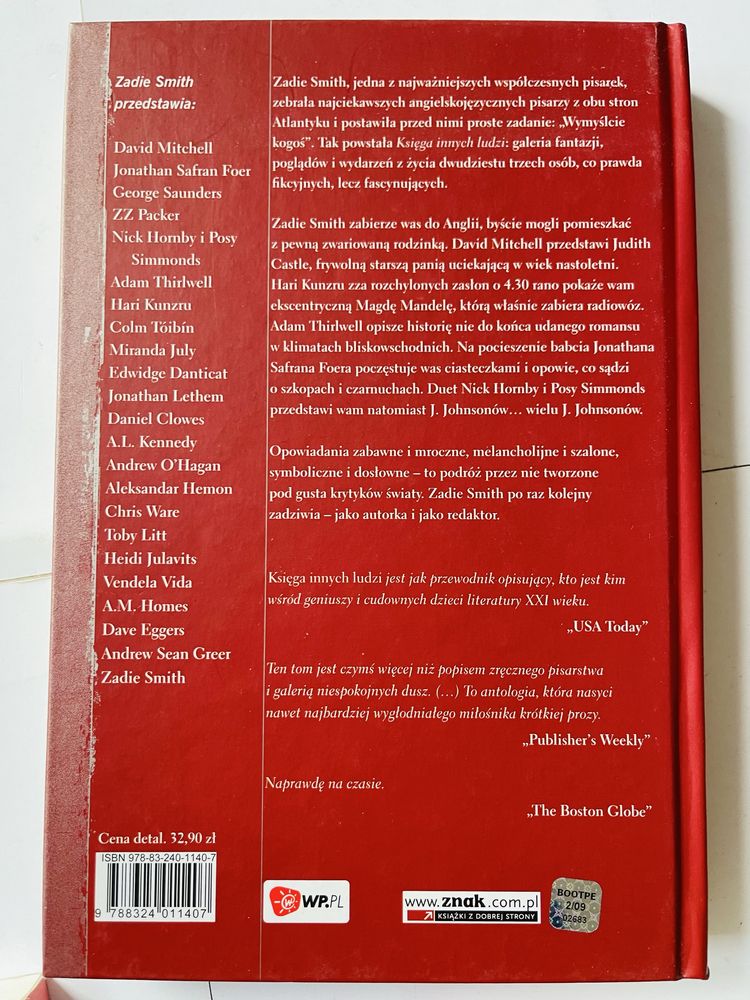 Zadie Smith
przedstawia:
David Mitchell
Jonathan Safran Foer
George Saunders
ZZ Packer
Nick Hornby i Posy
Simmonds
Adam Thirlwell
Hari Kunzru
Colm Tóibín
Miranda July
Edwidge Danticat
Jonathan Lethem
Daniel Clowes
A.L. Kennedy
Andrew O'Hagan
Aleksandar Hemon
Chris Ware
Toby Litt
Heidi Julavits
Vendela Vida
A.M. Homes
Dave Eggers
Andrew Sean Greer
Zadie Smith
Zadie Smith, jedna z najważniejszych współczesnych pisarek,
zebrała najciekawszych angielskojęzycznych pisarzy z obu stron
Atlantyku i postawiła przed nimi proste zadanie: „Wymyślcie
kogoś”. Tak powstała Księga innych ludzi: galeria fantazji,
poglądów i wydarzeń z życia dwudziestu trzech osób, co prawda
fikcyjnych, lecz fascynujących.
Zadie Smith zabierze was do Anglii, byście mogli pomieszkać
z pewną zwariowaną rodzinką. David Mitchell przedstawi Judith
Castle, frywolną starszą panią uciekającą w wiek nastoletni.
Hari Kunzru zza rozchylonych zasłon o 4.30 rano pokaże wam
ekscentryczną Magdę Mandelę, którą właśnie zabiera radiowóz.
Adam Thirlwell opisze historię nie do końca udanego romansu
w klimatach bliskowschodnich. Na pocieszenie babcia Jonathana
Safrana Foera poczęstuje was ciasteczkami i opowie, co sądzi
o szkopach i czarnuchach. Duet Nick Hornby i Posy Simmonds
przedstawi wam natomiast J. Johnsonów… wielu J. Johnsonów.
Opowiadania zabawne i mroczne, melancholijne i szalone,
symboliczne i dosłowne – to podróż przez nie tworzone
pod gusta krytyków światy. Zadie Smith po raz kolejny
zadziwia – jako autorka i jako redaktor.
Księga innych ludzi jest jak przewodnik opisujący, kto jest kim
wśród geniuszy i cudownych dzieci literatury XXI wieku.
„USA Today”
Ten tom jest czymś więcej niż popisem zręcznego pisarstwa
i galerią niespokojnych dusz. (…) To antologia, która nasyci
nawet najbardziej wygłodniałego miłośnika krótkiej prozy.
„Publisher's Weekly”
Naprawdę na czasie.
„The Boston Globe”
Cena detal. 32,90 zł
ISBN 978-83-240-1140-7
9 788324 011407
WP.PL
www.znak.com.pl
KSIĄŻKI Z DOBREJ STRONY
BOOTPE
2/09
02683